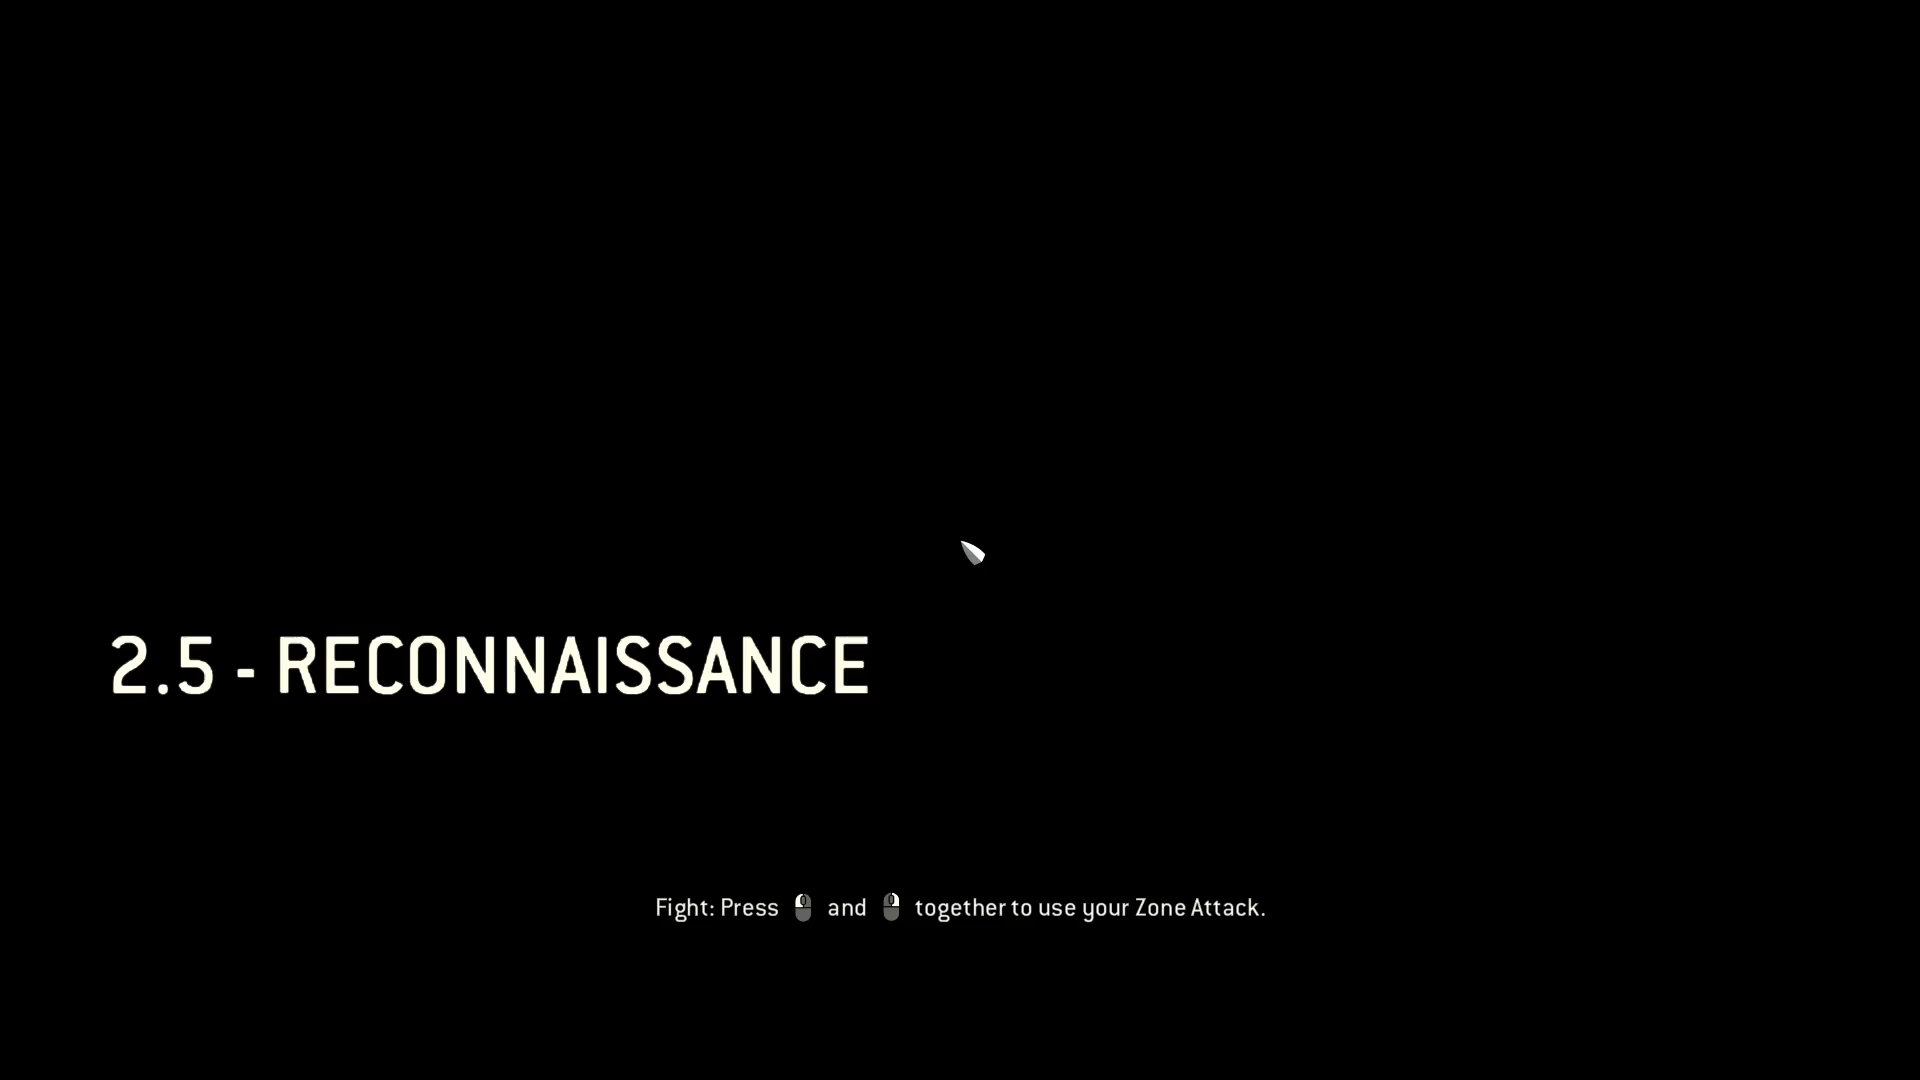 2.5 - RECONNAISSANCE
Fight: Press and together to use your Zone Attack.